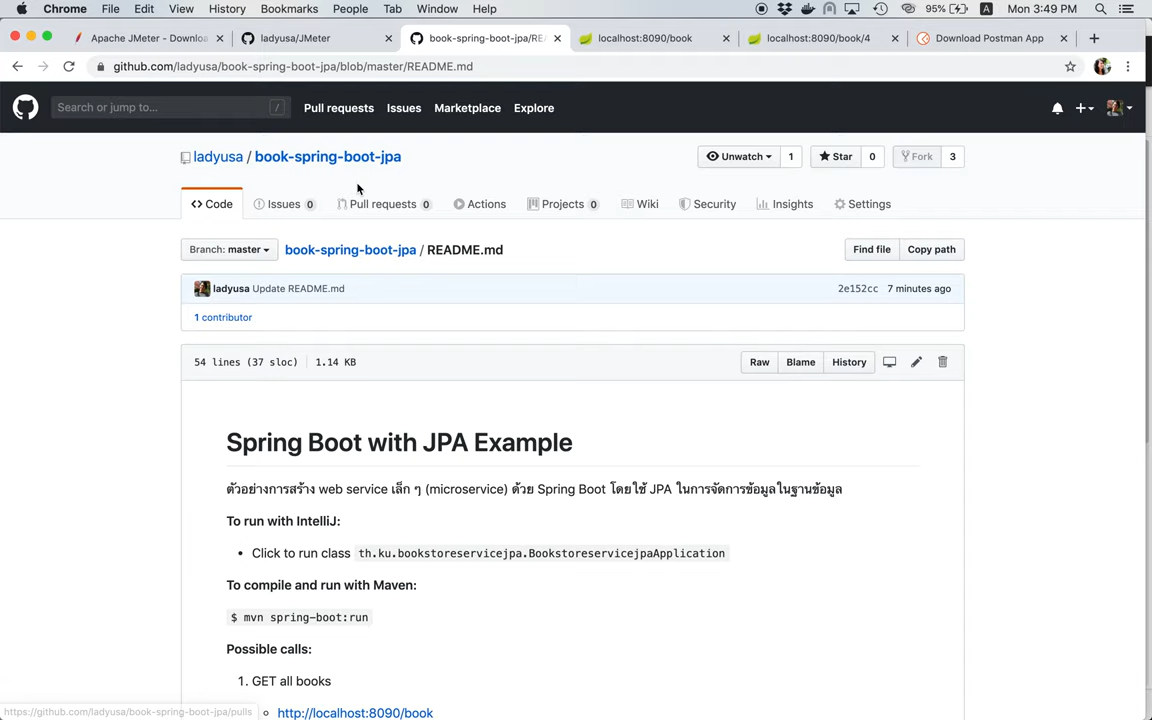 Chrome File Edit View History Bookmarks People Tab Window Help 95% A Mon 3:49 PM
Apache JMeter - Downloa ladyusa/JMeter book-spring-boot-jpa/REA localhost:8090/book localhost:8090/book/4 Download Postman App
github.com/ladyusa/book-spring-boot-jpa/blob/master/README.md
Search or jump to... / Pull requests Issues Marketplace Explore
ladyusa / book-spring-boot-jpa Unwatch 1 Star 0 Fork 3
Code Issues 0 Pull requests 0 Actions Projects 0 Wiki Security Insights Settings
Branch: master book-spring-boot-jpa / README.md Find file Copy path
ladyusa Update README.md 2e152cc 7 minutes ago
1 contributor
54 lines (37 sloc) 1.14 KB Raw Blame History
Spring Boot with JPA Example
ตัวอย่างการสร้าง web service เล็ก ๆ (microservice) ด้วย Spring Boot โดยใช้ JPA ในการจัดการข้อมูลในฐานข้อมูล
To run with IntelliJ:
• Click to run class th.ku.bookstoreservicejpa.BookstoreservicejpaApplication
To compile and run with Maven:
$ mvn spring-boot:run
Possible calls:
1. GET all books
http://localhost:8090/book
https://github.com/ladyusa/book-spring-boot-jpa/pulls